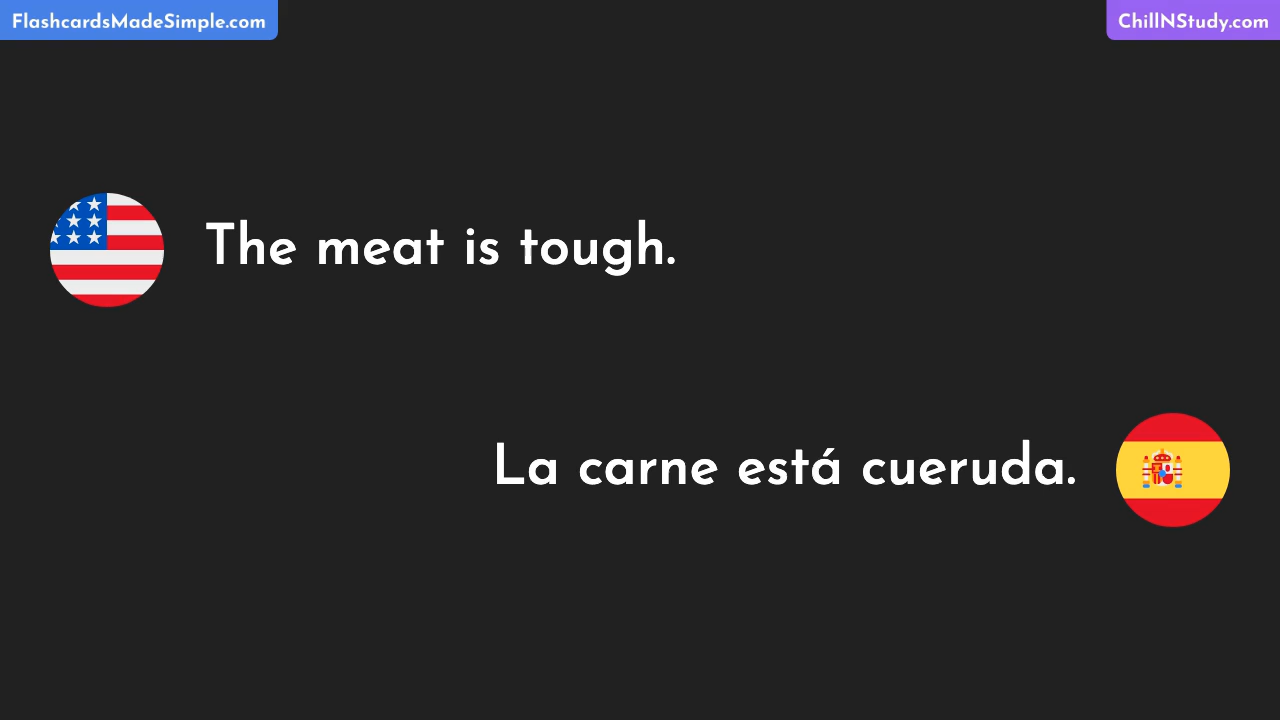 FlashcardsMadeSimple.com
ChillNStudy.com
The meat is tough.
La carne está cueruda.